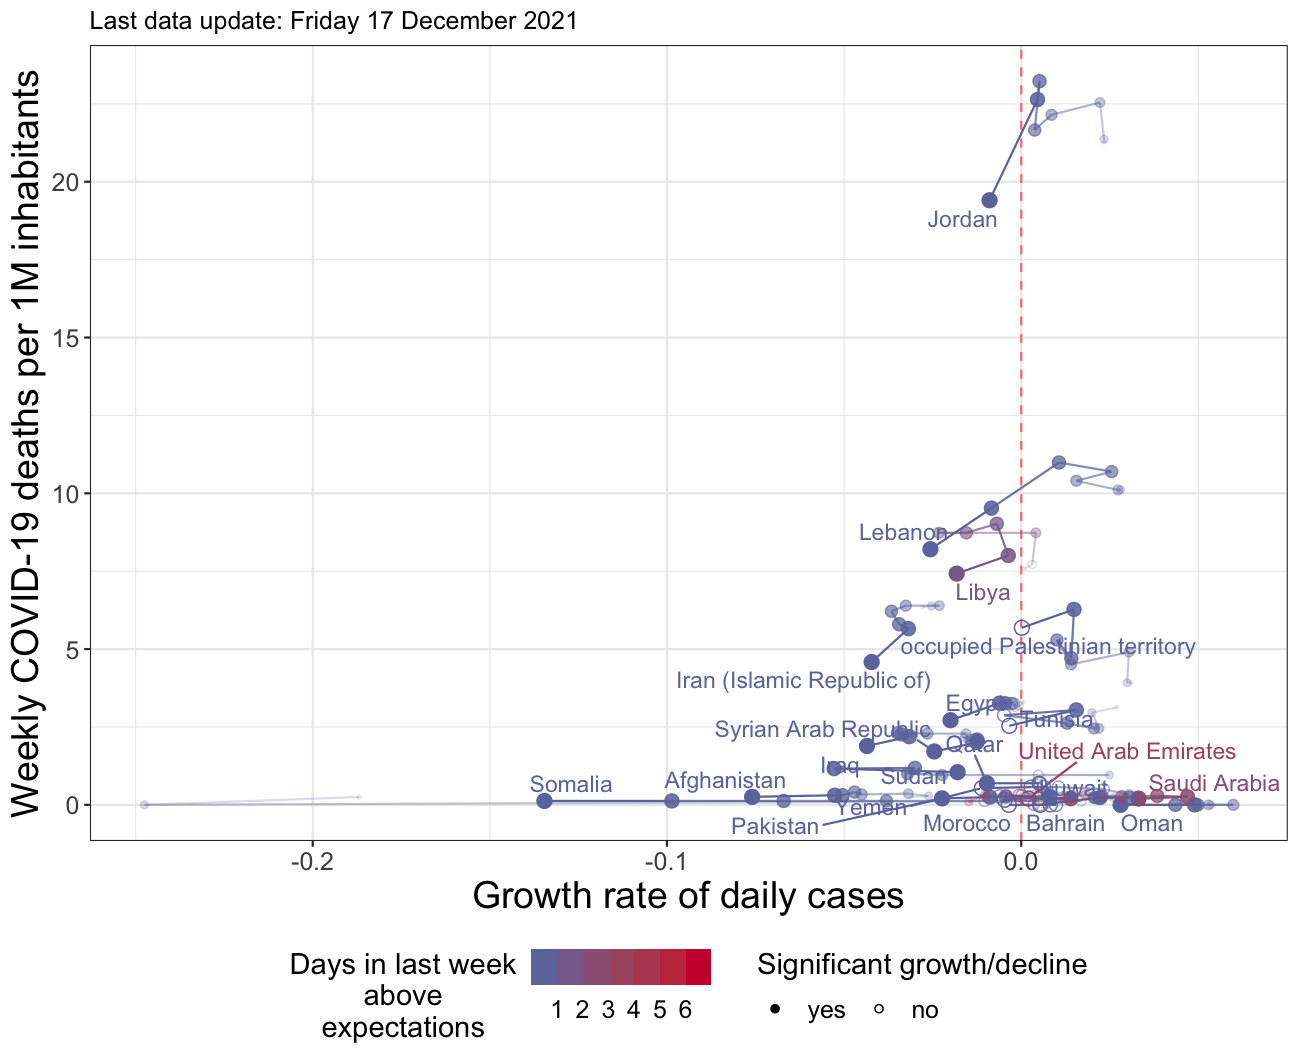 Last data update: Friday 17 December 2021
Weekly COVID-19 deaths per 1M inhabitants
20
15
10
5
0
Jordan
Lebanon
Libya
occupied Palestinian territory
Iran (Islamic Republic of)
Egypt
Tunisia
Syrian Arab Republic
Qatar
United Arab Emirates
Iraq
Sudan
Somalia
Afghanistan
Kuwait
Saudi Arabia
Yemen
Pakistan
Morocco
Bahrain
Oman
-0.2
-0.1
0.0
Growth rate of daily cases
Days in last week
above
expectations
1 2 3 4 5 6
Significant growth/decline
yes
no